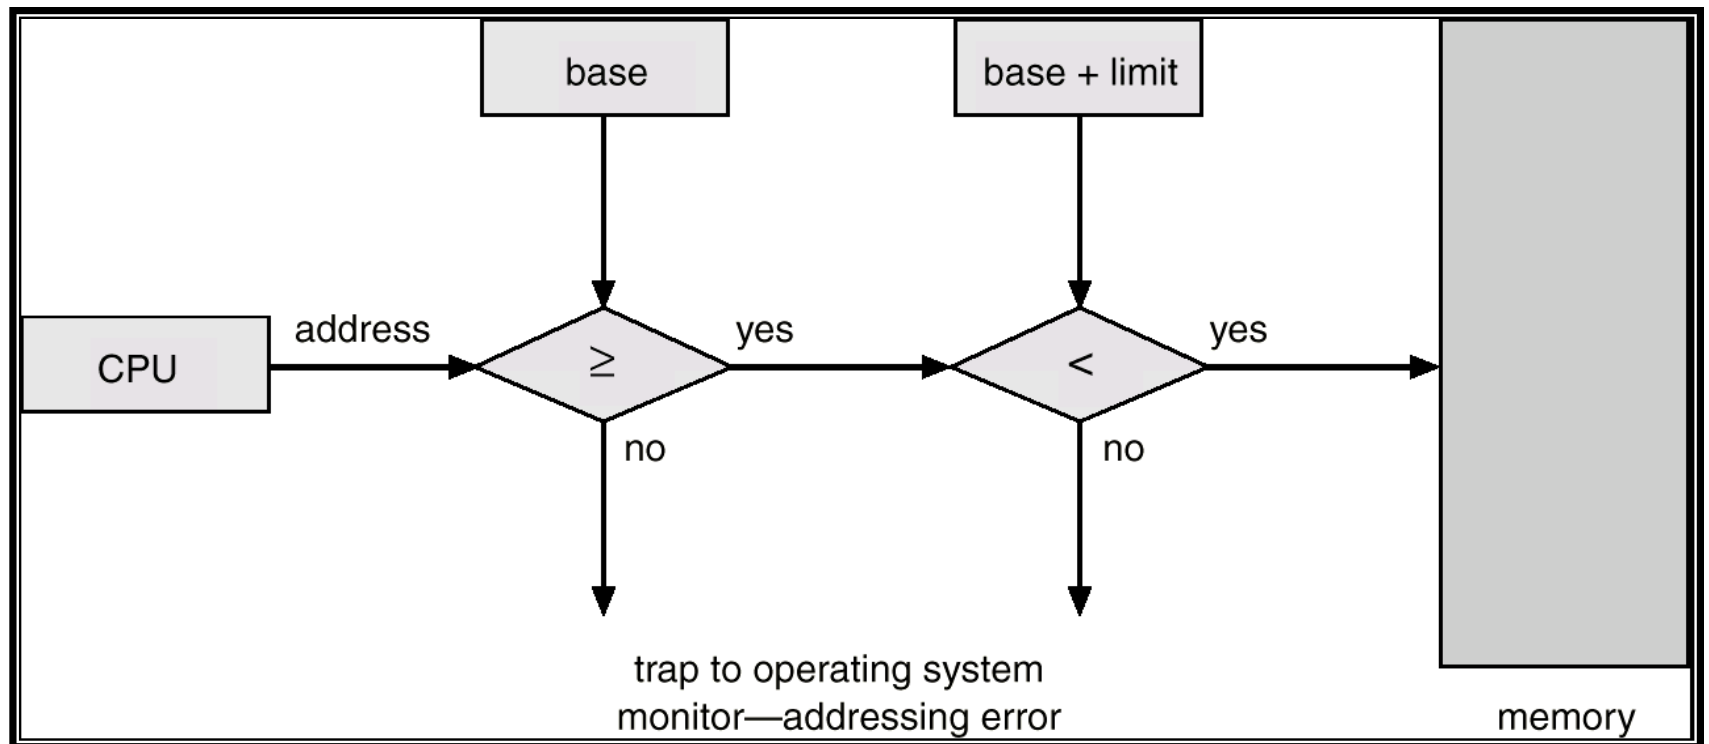 base
base + limit
CPU
address
≥
yes
<
yes
no
no
trap to operating system
monitor—addressing error
memory